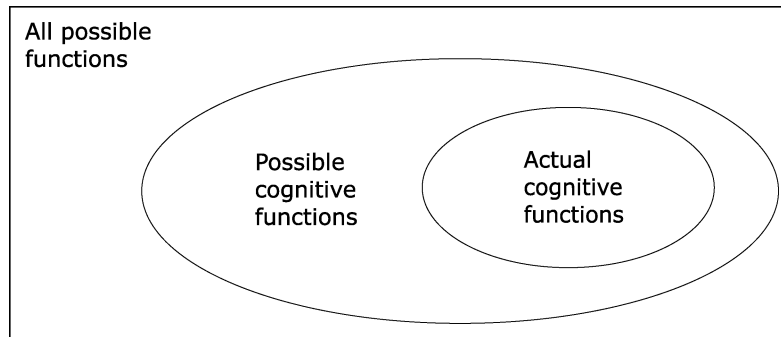 All possible
functions
Possible
cognitive
functions
Actual
cognitive
functions